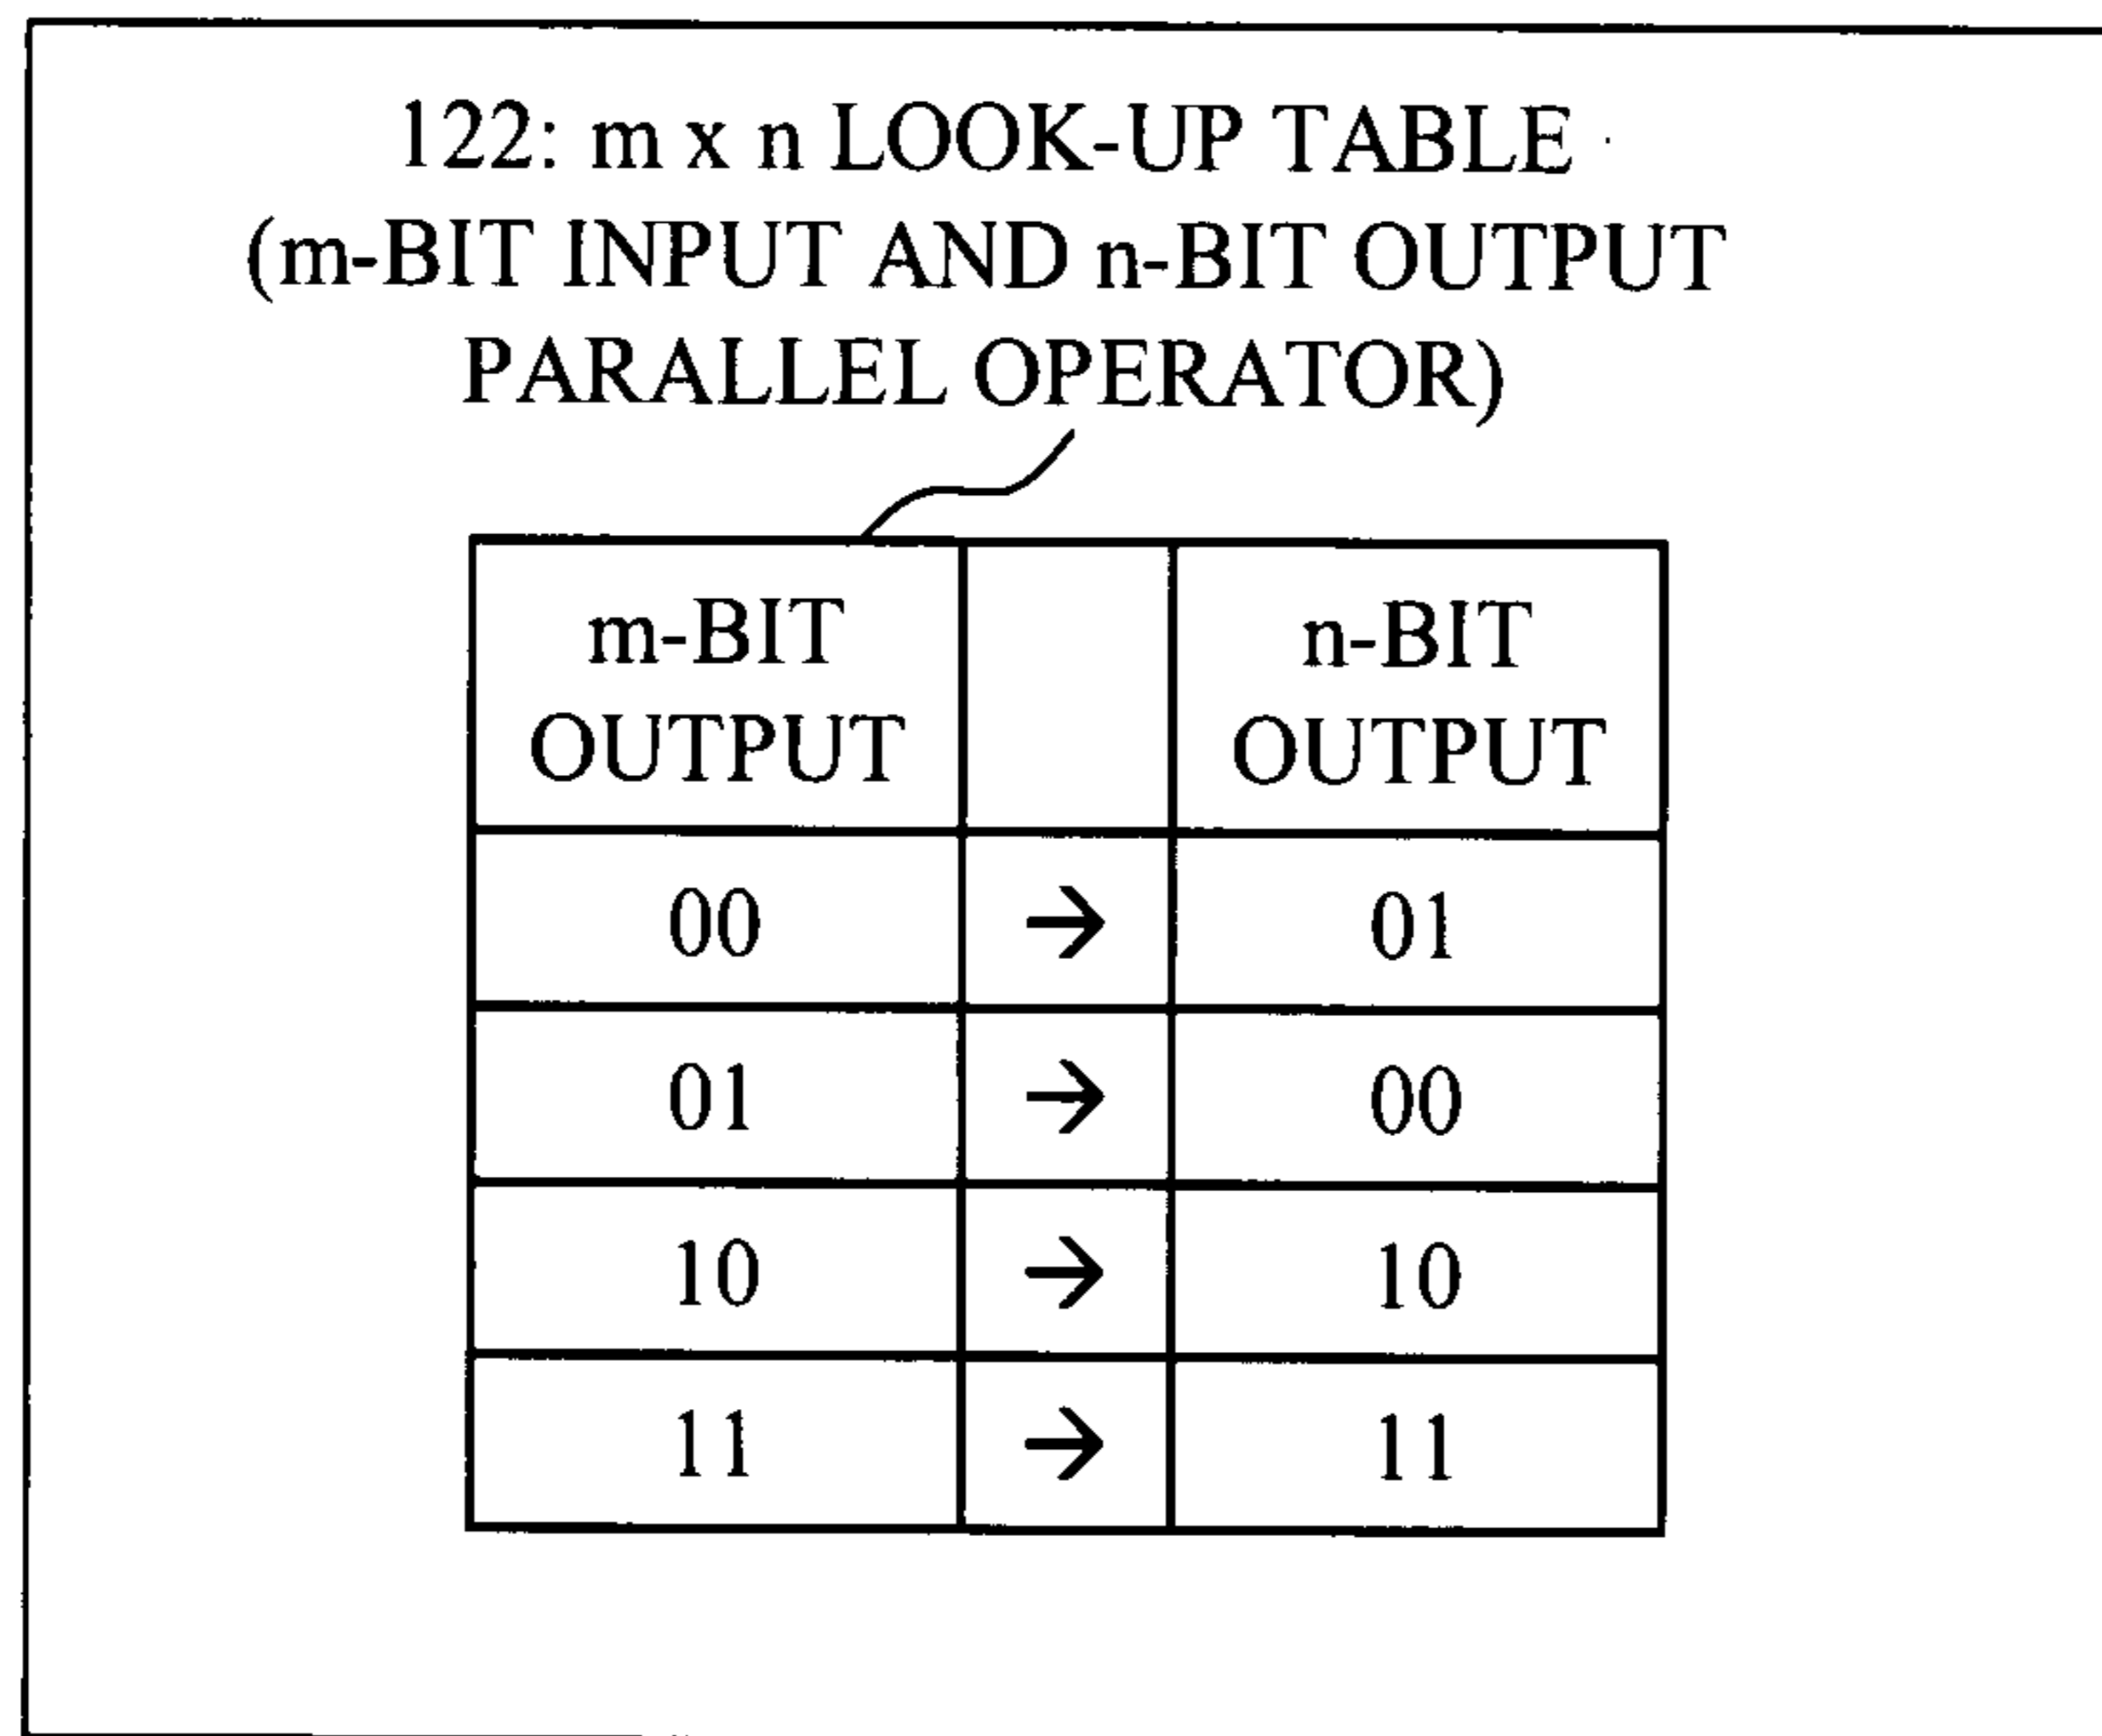 122: m x n LOOK-UP TABLE
(m-BIT INPUT AND n-BIT OUTPUT
PARALLEL OPERATOR)
m-BIT OUTPUT n-BIT OUTPUT
00 → 01
01 → 00
10 → 10
11 → 11